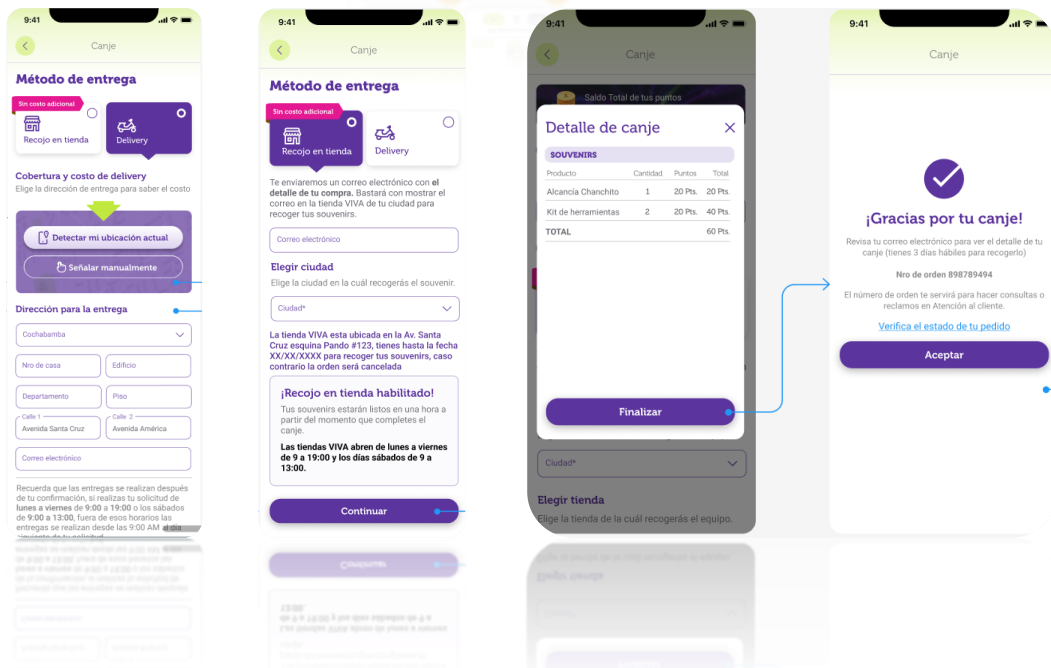 9:41
Canje
Método de entrega
Sin costo adicional
Recojo en tienda
Delivery
Cobertura y costo de delivery
Elige la dirección de entrega para saber el costo
Detectar mi ubicación actual
Señalar manualmente
Dirección para la entrega
Cochabamba
Nro de casa
Edificio
Departamento
Piso
Calle 1
Calle 2
Avenida Santa Cruz
Avenida América
Correo electrónico
Recuerda que las entregas se realizan después
de tu confirmación, si realizas tu solicitud de
lunes a viernes de 9:00 a 19:00 o los sábados
de 9:00 a 13:00, fuera de esos horarios las
entregas se realizan desde las 9:00 AM al día
siguiente de tu solicitud
9:41
Canje
Método de entrega
Sin costo adicional
Recojo en tienda
Delivery
Te enviaremos un correo electrónico con el
detalle de tu compra. Bastará con mostrar el
correo en la tienda VIVA de tu ciudad para
recoger tus souvenirs.
Correo electrónico
Elegir ciudad
Elige la ciudad en la cuál recogerás el souvenir.
Ciudad*
La tienda VIVA esta ubicada en la Av. Santa
Cruz esquina Pando #123, tienes hasta la fecha
XX/XX/XXXX para recoger tus souvenirs, caso
contrario la orden será cancelada
¡Recojo en tienda habilitado!
Tus souvenirs estarán listos en una hora a
partir del momento que completes el
canje.
Las tiendas VIVA abren de lunes a viernes
de 9 a 19:00 y los días sábados de 9 a
13:00.
Continuar
9:41
Canje
Saldo Total de tus puntos
Detalle de canje
SOUVENIRS
Producto Cantidad Puntos Total
Alcancía Chanchito 1 20 Pts. 20 Pts.
Kit de herramientas 2 20 Pts. 40 Pts.
TOTAL 60 Pts.
Finalizar
Ciudad*
Elegir tienda
Elige la tienda de la cuál recogerás el equipo.
9:41
Canje
¡Gracias por tu canje!
Revisa tu correo electrónico para ver el detalle de tu
canje (tienes 3 días hábiles para recogerlo)
Nro de orden 898789494
El número de orden te servirá para hacer consultas o
reclamos en Atención al cliente.
Verifica el estado de tu pedido
Aceptar